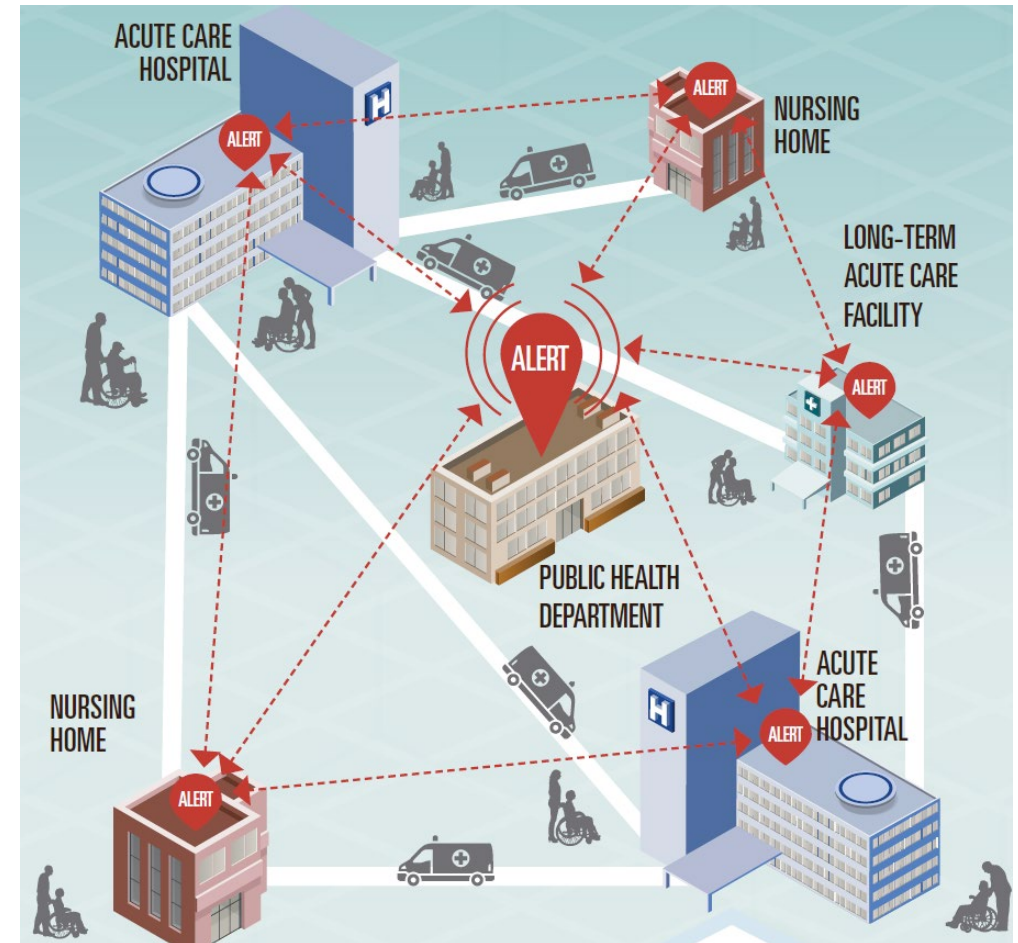 ACUTE CARE
HOSPITAL
H
ALERT
ALERT
NURSING
HOME
LONG-TERM
ACUTE CARE
FACILITY
ALERT
ALERT
PUBLIC HEALTH
DEPARTMENT
NURSING
HOME
ALERT
H
ACUTE
CARE
HOSPITAL
ALERT